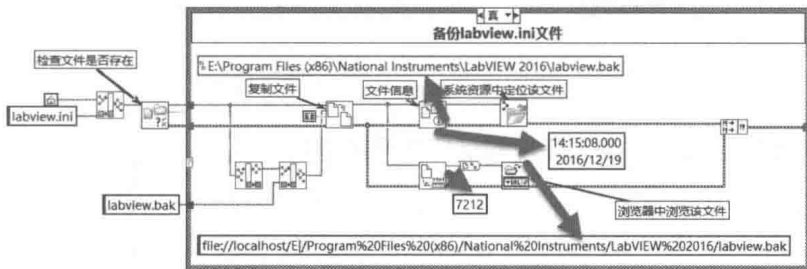 真
备份labview.ini文件
E:\Program Files (x86)\National Instruments\LabVIEW 2016\labview.bak
检查文件是否存在
复制文件
文件信息
系统资源中定位该文件
labview.ini
14:15:08.000
2016/12/19
7212
labview.bak
浏览器中浏览该文件
file://localhost/E|/Program%20Files%20(x86)/National%20Instruments/LabVIEW%202016/labview.bak